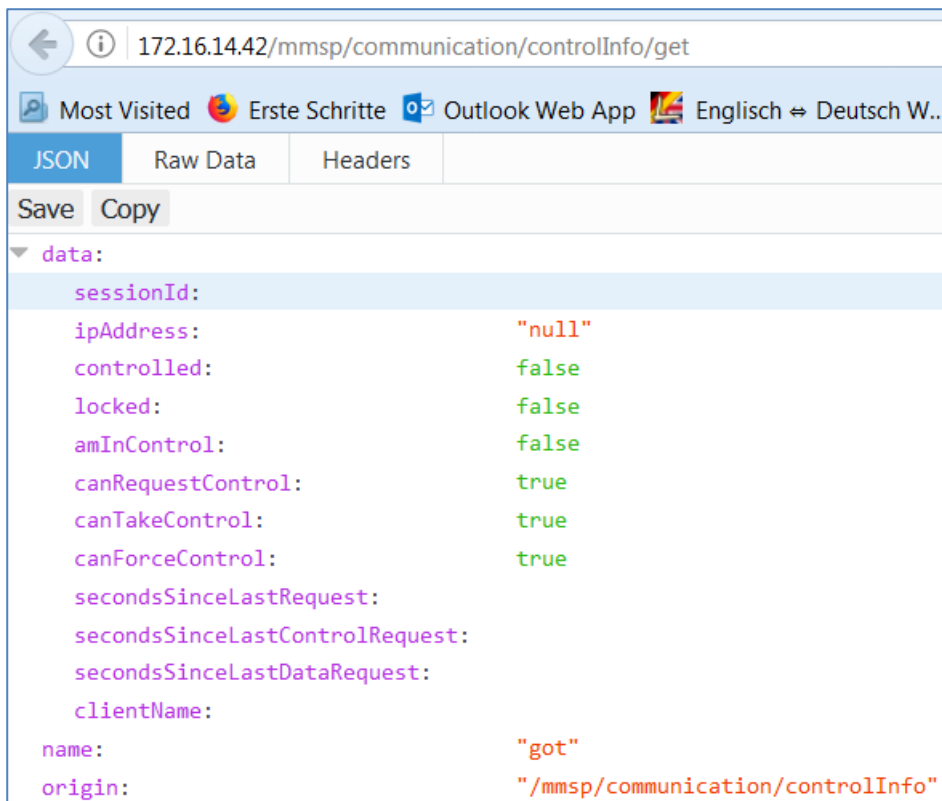 172.16.14.42/mmsp/communication/controlInfo/get
Most Visited Erste Schritte Outlook Web App Englisch ⇔ Deutsch W...
JSON Raw Data Headers
Save Copy
data:
sessionId:
ipAddress: "null"
controlled: false
locked: false
amInControl: false
canRequestControl: true
canTakeControl: true
canForceControl: true
secondsSinceLastRequest:
secondsSinceLastControlRequest:
secondsSinceLastDataRequest:
clientName:
name: "got"
origin: "/mmsp/communication/controlInfo"